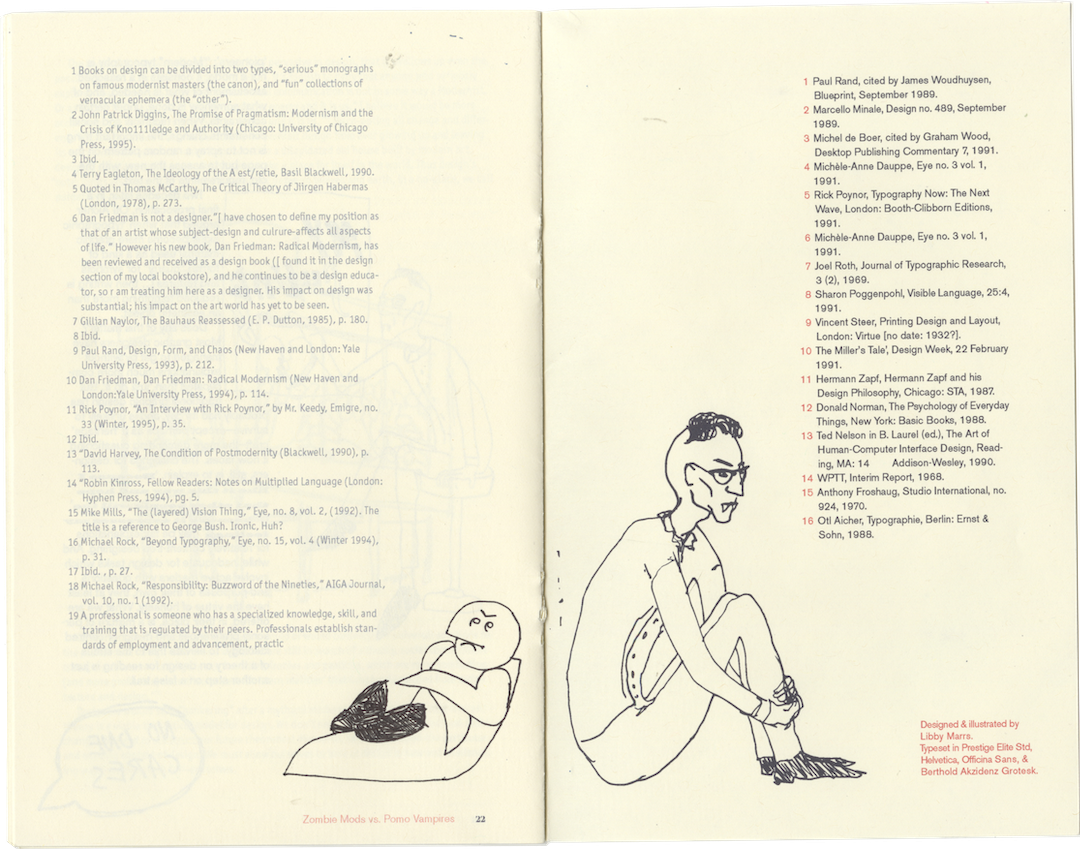 1 Books on design can be divided into two types, “serious” monographs
on famous modernist masters (the canon), and “fun” collections of
vernacular ephemera (the “other”).
2 John Patrick Diggins, The Promise of Pragmatism: Modernism and the
Crisis of Kno111ledge and Authority (Chicago: University of Chicago
Press, 1995).
3 Ibid.
4 Terry Eagleton, The Ideology of the A est/retie, Basil Blackwell, 1990.
5 Quoted in Thomas McCarthy, The Critical Theory of Jiirgen Habermas
(London, 1978), p. 273.
6 Dan Friedman is not a designer.“[ have chosen to define my position as
that of an artist whose subject-design and culrure-affects all aspects
of life.” However his new book, Dan Friedman: Radical Modernism, has
been reviewed and received as a design book ([ found it in the design
section of my local bookstore), and he continues to be a design educa-
tor, so r am treating him here as a designer. His impact on design was
substantial; his impact on the art world has yet to be seen.
7 Gillian Naylor, The Bauhaus Reassessed (E. P. Dutton, 1985), p. 180.
8 Ibid.
9 Paul Rand, Design, Form, and Chaos (New Haven and London: Yale
University Press, 1993), p. 212.
10 Dan Friedman, Dan Friedman: Radical Modernism (New Haven and
London:Yale University Press, 1994), p. 114.
11 Rick Poynor, “An Interview with Rick Poynor,” by Mr. Keedy, Emigre, no.
33 (Winter, 1995), p. 35.
12 Ibid.
13 “David Harvey, The Condition of Postmodernity (Blackwell, 1990), p.
113.
14 “Robin Kinross, Fellow Readers: Notes on Multiplied Language (London:
Hyphen Press, 1994), pg. 5.
15 Mike Mills, “The (layered) Vision Thing,” Eye, no. 8, vol. 2, (1992). The
title is a reference to George Bush. Ironic, Huh?
16 Michael Rock, “Beyond Typography,” Eye, no. 15, vol. 4 (Winter 1994),
p. 31.
17 Ibid. , p. 27.
18 Michael Rock, “Responsibility: Buzzword of the Nineties,” AIGA Journal,
vol. 10, no. 1 (1992).
19 A professional is someone who has a specialized knowledge, skill, and
training that is regulated by their peers. Professionals establish stan-
dards of employment and advancement, practic
NO ONE
CARES
Zombie Mods vs. Pomo Vampires 22
1 Paul Rand, cited by James Woudhuysen,
Blueprint, September 1989.
2 Marcello Minale, Design no. 489, September
1989.
3 Michel de Boer, cited by Graham Wood,
Desktop Publishing Commentary 7, 1991.
4 Michèle-Anne Dauppe, Eye no. 3 vol. 1,
1991.
5 Rick Poynor, Typography Now: The Next
Wave, London: Booth-Clibborn Editions,
1991.
6 Michèle-Anne Dauppe, Eye no. 3 vol. 1,
1991.
7 Joel Roth, Journal of Typographic Research,
3 (2), 1969.
8 Sharon Poggenpohl, Visible Language, 25:4,
1991.
9 Vincent Steer, Printing Design and Layout,
London: Virtue [no date: 1932?].
10 The Miller's Tale', Design Week, 22 February
1991.
11 Hermann Zapf, Hermann Zapf and his
Design Philosophy, Chicago: STA, 1987.
12 Donald Norman, The Psychology of Everyday
Things, New York: Basic Books, 1988.
13 Ted Nelson in B. Laurel (ed.), The Art of
Human-Computer Interface Design, Read-
ing, MA: 14 Addison-Wesley, 1990.
14 WPTT, Interim Report, 1968.
15 Anthony Froshaug, Studio International, no.
924, 1970.
16 Otl Aicher, Typographie, Berlin: Ernst &
Sohn, 1988.
Designed & illustrated by
Libby Marrs.
Typeset in Prestige Elite Std,
Helvetica, Officina Sans, &
Berthold Akzidenz Grotesk.